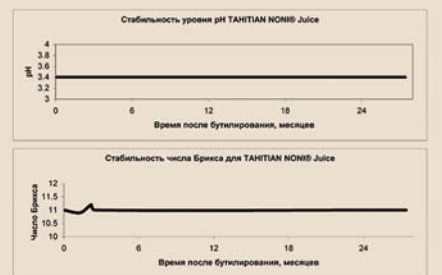 Стабильность уровня pH TAHITIAN NONI® Juice
4
3.8
3.6
3.4
3.2
3
pH
0 6 12 18 24
Время после бутилирования, месяцев
Стабильность числа Брикса для TAHITIAN NONI® Juice
12
11.5
11
10.5
10
Число Брикса
0 6 12 18 24
Время после бутилирования, месяцев